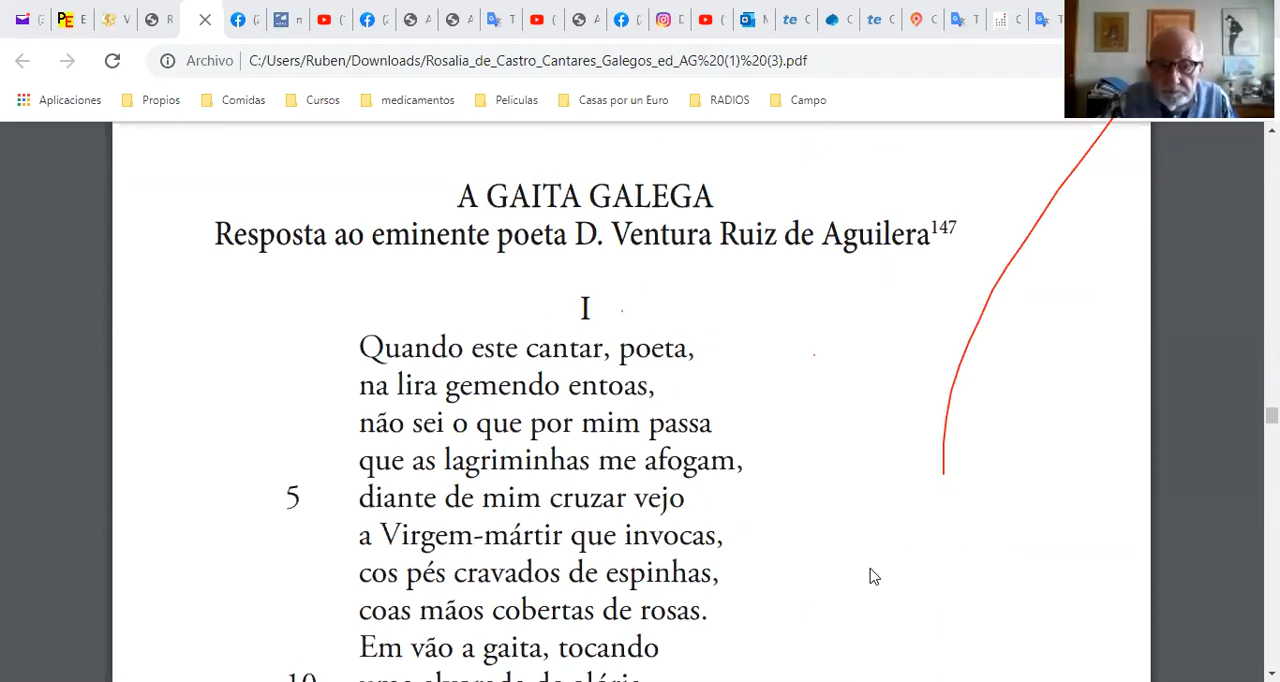 Archivo C:/Users/Ruben/Downloads/Rosalia_de_Castro_Cantares_Galegos_ed_AG%20(1)%20(3).pdf
Aplicaciones Propios Comidas Cursos medicamentos Peliculas Casas por un Euro RADIOS Campo
A GAITA GALEGA
Resposta ao eminente poeta D. Ventura Ruiz de Aguilera147
I
Quando este cantar, poeta,
na lira gemendo entoas,
não sei o que por mim passa
que as lagriminhas me afogam,
5 diante de mim cruzar vejo
a Virgem-mártir que invocas,
cos pés cravados de espinhas,
coas mãos cobertas de rosas.
Em vão a gaita, tocando